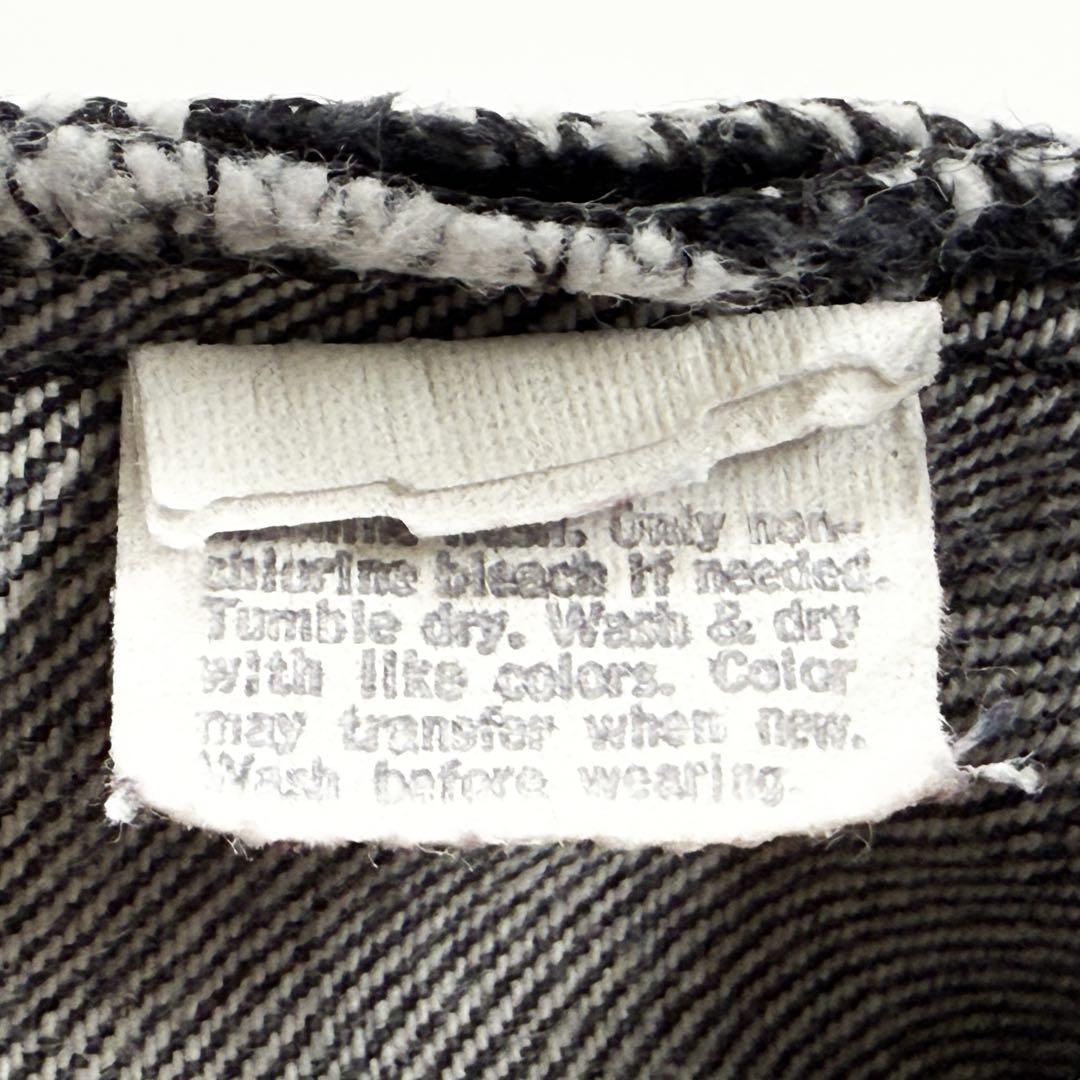 Only non-
chlorine bleach if needed.
Tumble dry. Wash & dry
with like colors. Color
may transfer when new.
Wash before wearing.